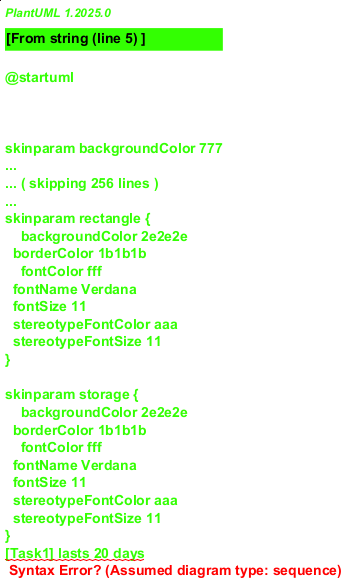 PlantUML 1.2025.0
[From string (line 5) ]
@startuml
skinparam backgroundColor 777
...
... ( skipping 256 lines )
...
skinparam rectangle {
backgroundColor 2e2e2e
borderColor 1b1b1b
fontColor fff
fontName Verdana
fontSize 11
stereotypeFontColor aaa
stereotypeFontSize 11
}
skinparam storage {
backgroundColor 2e2e2e
borderColor 1b1b1b
fontColor fff
fontName Verdana
fontSize 11
stereotypeFontColor aaa
stereotypeFontSize 11
}
[Task1] lasts 20 days
Syntax Error? (Assumed diagram type: sequence)